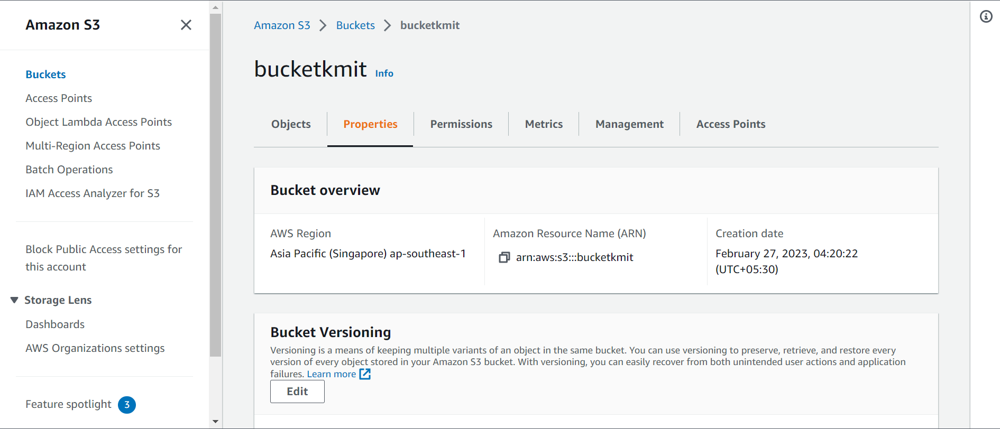 Amazon S3
Buckets
Access Points
Object Lambda Access Points
Multi-Region Access Points
Batch Operations
IAM Access Analyzer for S3
Block Public Access settings for
this account
Storage Lens
Dashboards
AWS Organizations settings
Feature spotlight 3
Amazon S3 Buckets bucketkmit
bucketkmit Info
Objects Properties Permissions Metrics Management Access Points
Bucket overview
AWS Region
Asia Pacific (Singapore) ap-southeast-1
Amazon Resource Name (ARN)
arn:aws:s3:::bucketkmit
Creation date
February 27, 2023, 04:20:22
(UTC+05:30)
Bucket Versioning
Versioning is a means of keeping multiple variants of an object in the same bucket. You can use versioning to preserve, retrieve, and restore every
version of every object stored in your Amazon S3 bucket. With versioning, you can easily recover from both unintended user actions and application
failures. Learn more
Edit